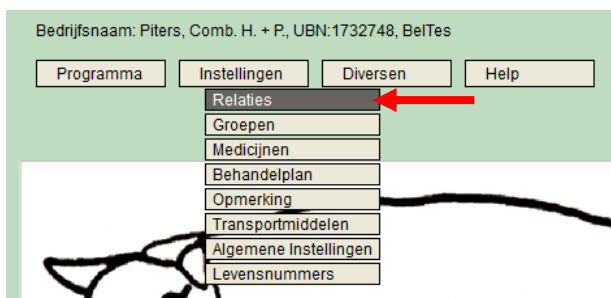 Bedrijfsnaam: Piters, Comb. H. + P., UBN:1732748, BelTes
Programma Instellingen Diversen Help
Relaties
Groepen
Medicijnen
Behandelplan
Opmerking
Transportmiddelen
Algemene Instellingen
Levensnummers